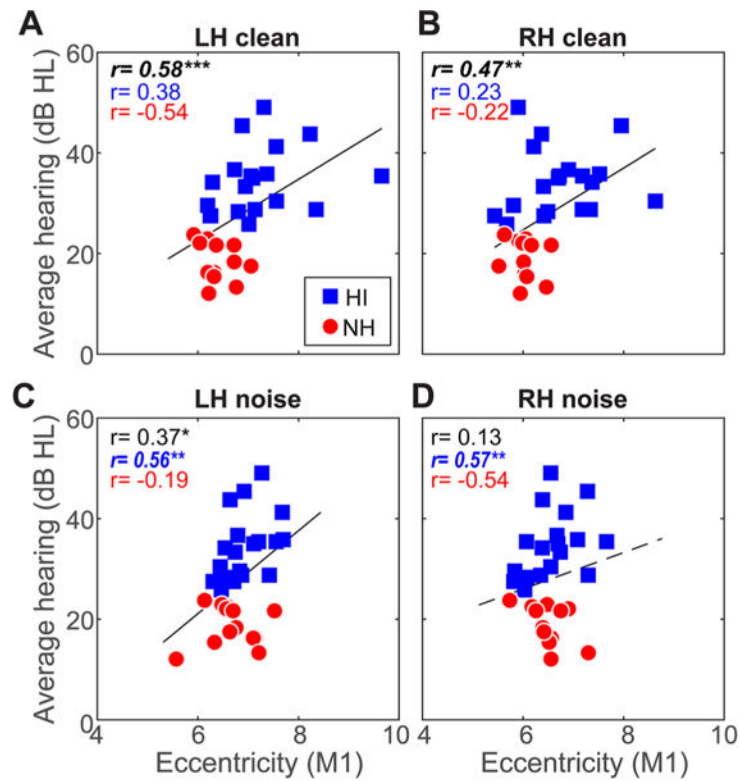 A
LH clean
B
RH clean
60
40
20
0
Average hearing (dB HL)
r= 0.58***
r= 0.38
r= -0.54
HI
NH
r= 0.47**
r= 0.23
r= -0.22
C
LH noise
D
RH noise
60
40
20
0
Average hearing (dB HL)
r= 0.37*
r= 0.56**
r= -0.19
r= 0.13
r= 0.57**
r= -0.54
4 6 8 10
Eccentricity (M1)
4 6 8 10
Eccentricity (M1)